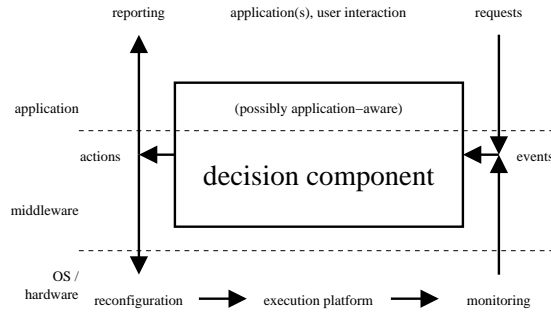 reporting
application(s), user interaction
requests
application
(possibly application−aware)
actions
events
decision component
middleware
OS /
hardware
reconfiguration
execution platform
monitoring